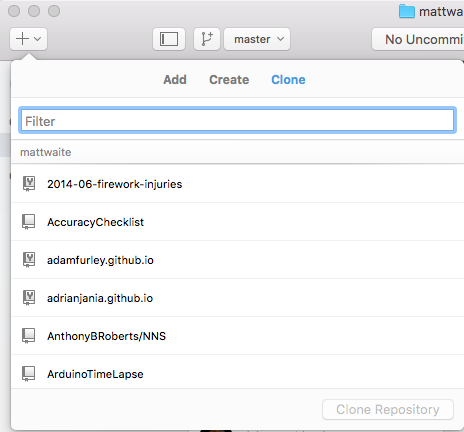 mattwa
master
No Uncommi
Add Create Clone
Filter
mattwaite
2014-06-firework-injuries
AccuracyChecklist
adamfurley.github.io
adrianjania.github.io
AnthonyBRoberts/NNS
ArduinoTimeLapse
Clone Repository